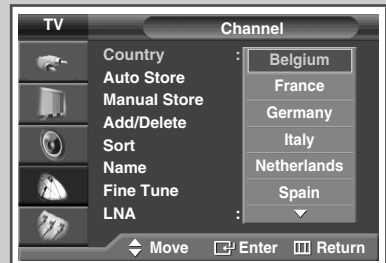 TV
Channel
Country : Belgium
Auto Store France
Manual Store Germany
Add/Delete
Sort Italy
Name Netherlands
Fine Tune Spain
LNA :
Move Enter Return